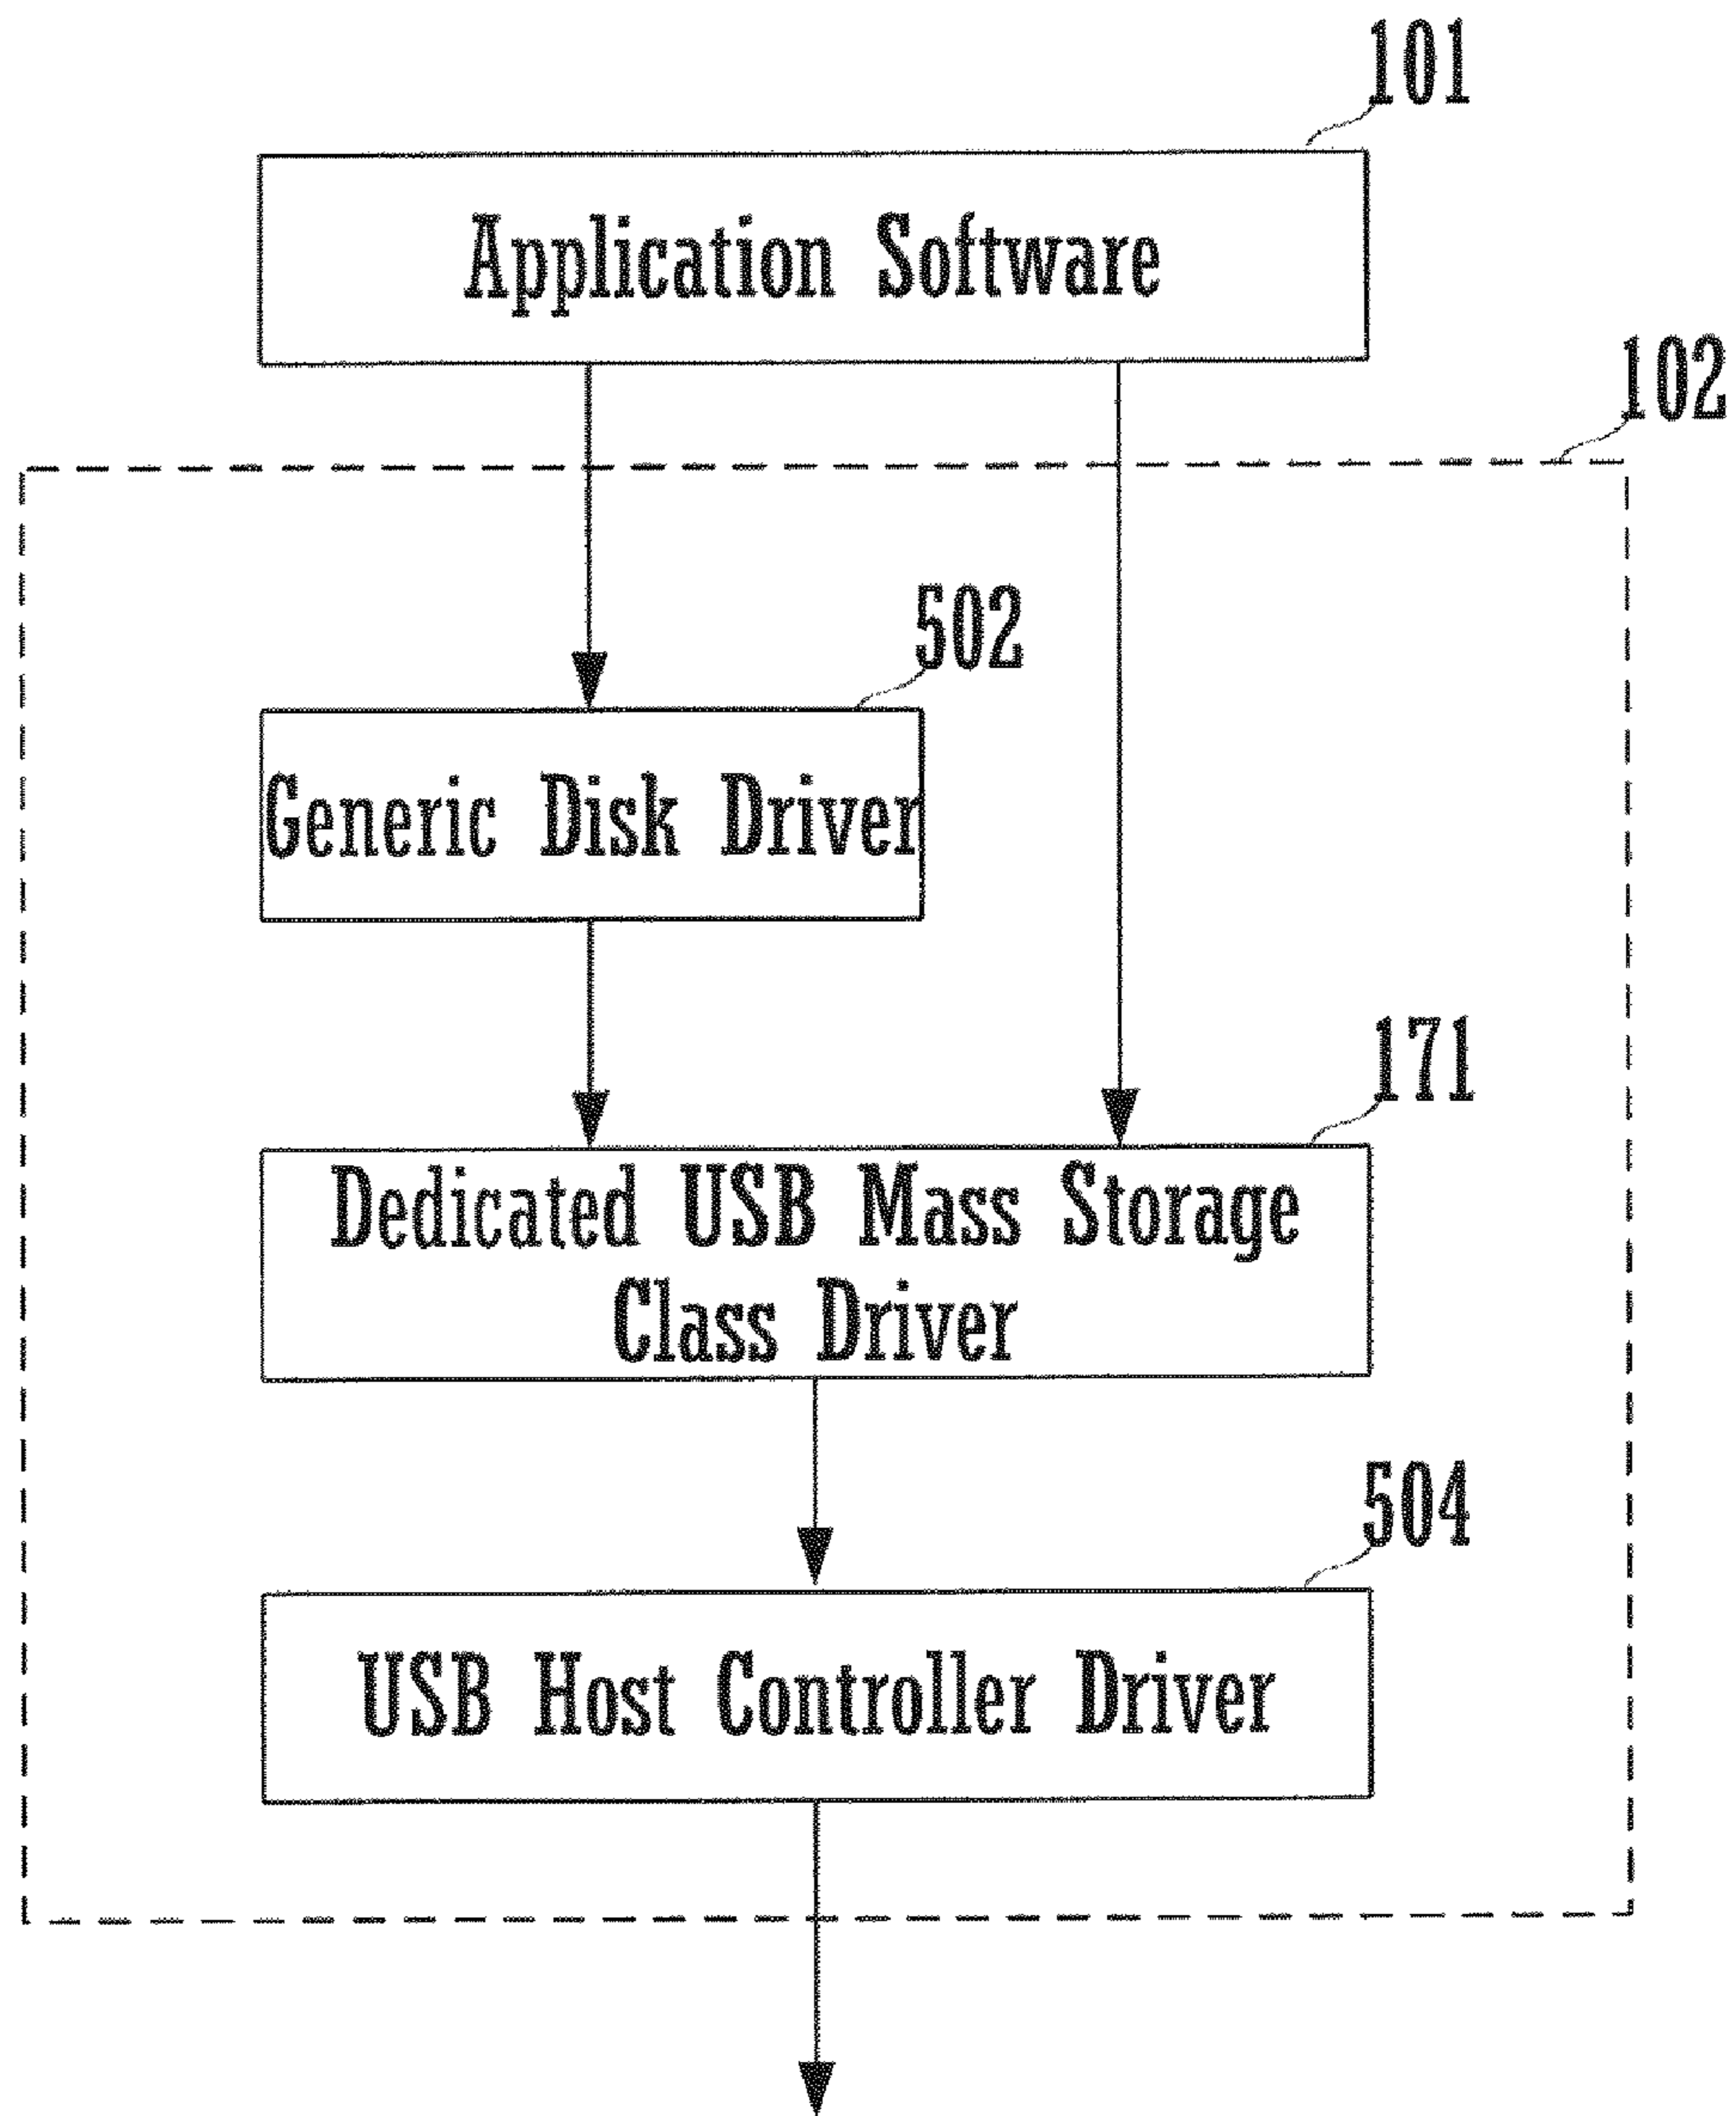 101
Application Software
102
502
Generic Disk Driver
171
Dedicated USB Mass Storage
Class Driver
504
USB Host Controller Driver